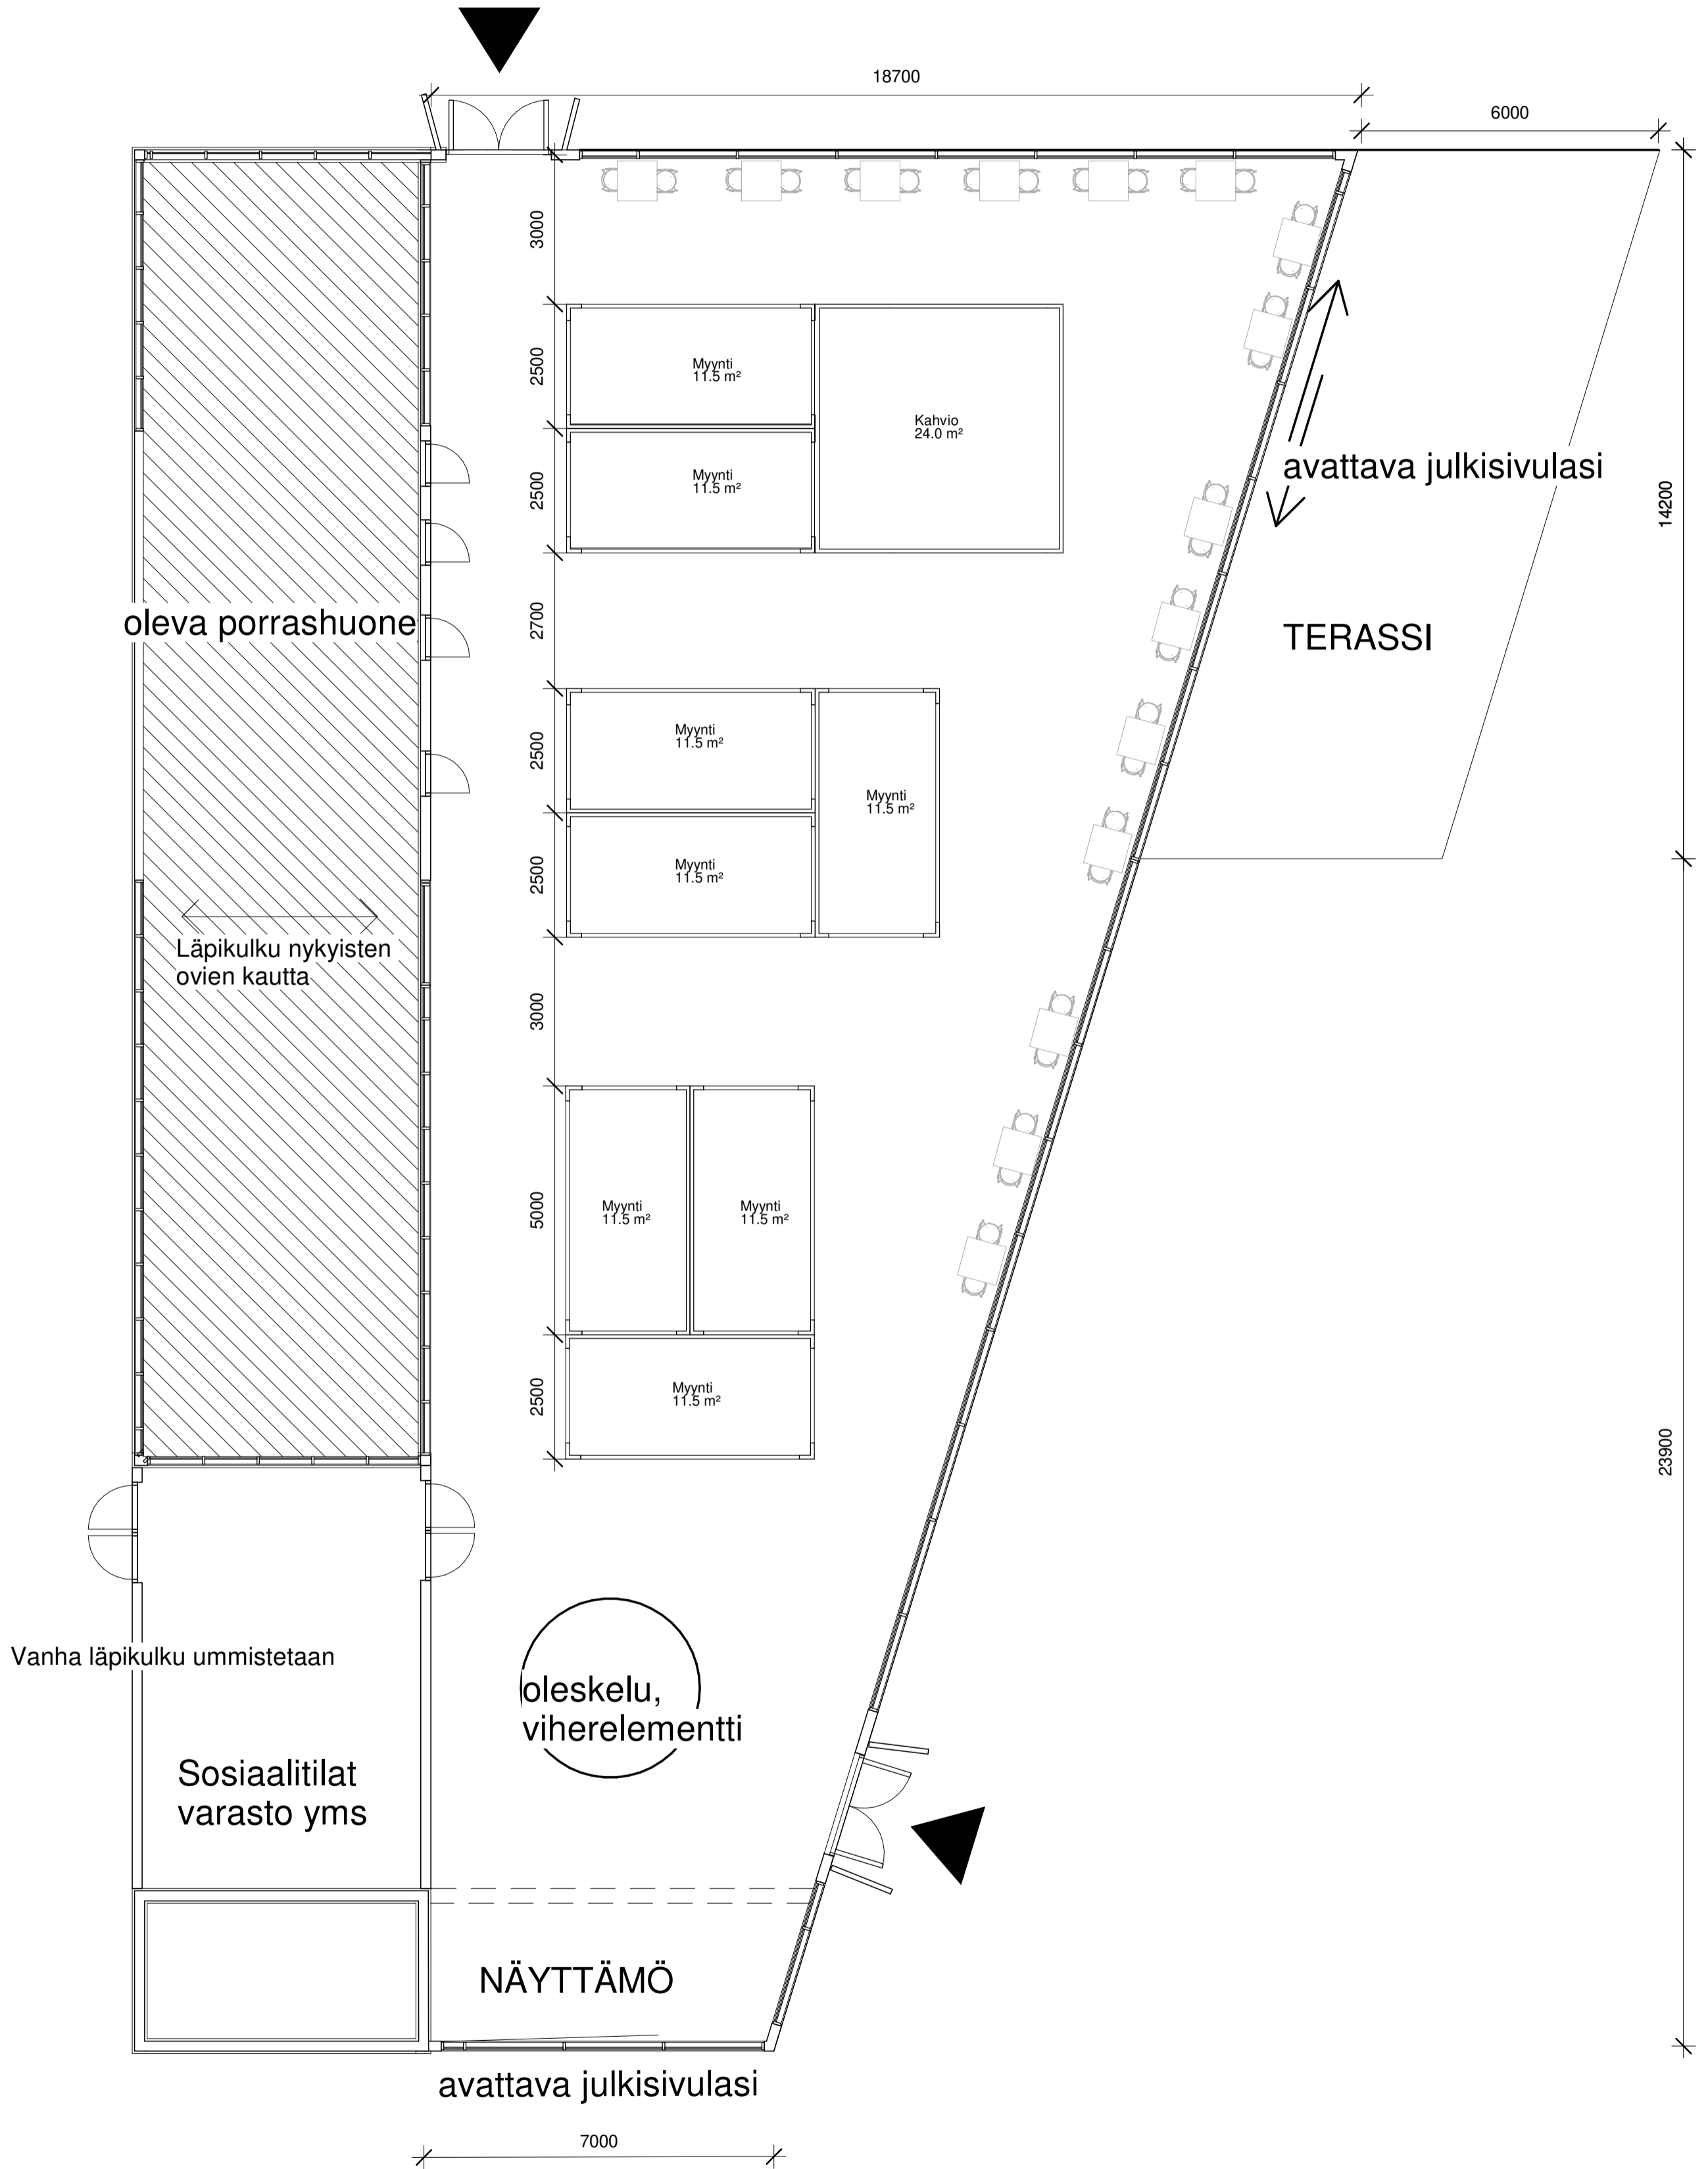 18700
6000
3000
2500
Myynti
11.5 m²
Kahvio
24.0 m²
avattava julkisivulasi
2500
Myynti
11.5 m²
14200
oleva porrashuone
2700
TERASSI
2500
Myynti
11.5 m²
Myynti
11.5 m²
2500
Myynti
11.5 m²
Läpikulku nykyisten
ovien kautta
3000
5000
Myynti
11.5 m²
Myynti
11.5 m²
2500
Myynti
11.5 m²
23900
Vanha läpikulku ummistetaan
oleskelu,
viherelementti
Sosiaalitilat
varasto yms
NÄYTTÄMÖ
avattava julkisivulasi
7000